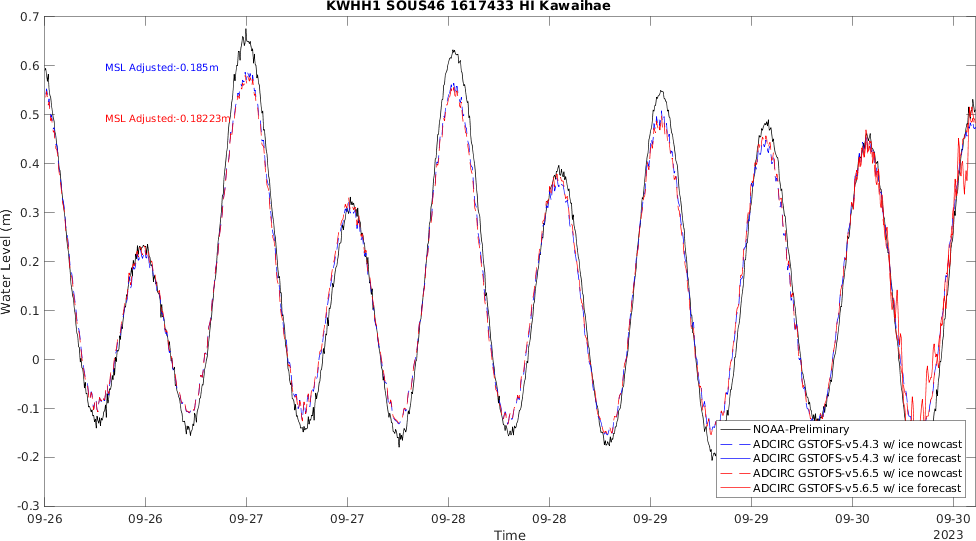 KWHH1 SOUS46 1617433 HI Kawaihae
0.7
0.6
0.5
0.4
0.3
0.2
0.1
0
-0.1
-0.2
-0.3
Water Level (m)
MSL Adjusted:-0.185m
MSL Adjusted:-0.18223m
NOAA-Preliminary
ADCIRC GSTOFS-v5.4.3 w/ ice nowcast
ADCIRC GSTOFS-v5.4.3 w/ ice forecast
ADCIRC GSTOFS-v5.6.5 w/ ice nowcast
ADCIRC GSTOFS-v5.6.5 w/ ice forecast
09-26 09-26 09-27 09-27 09-28 09-28 09-29 09-29 09-30 09-30
2023
Time